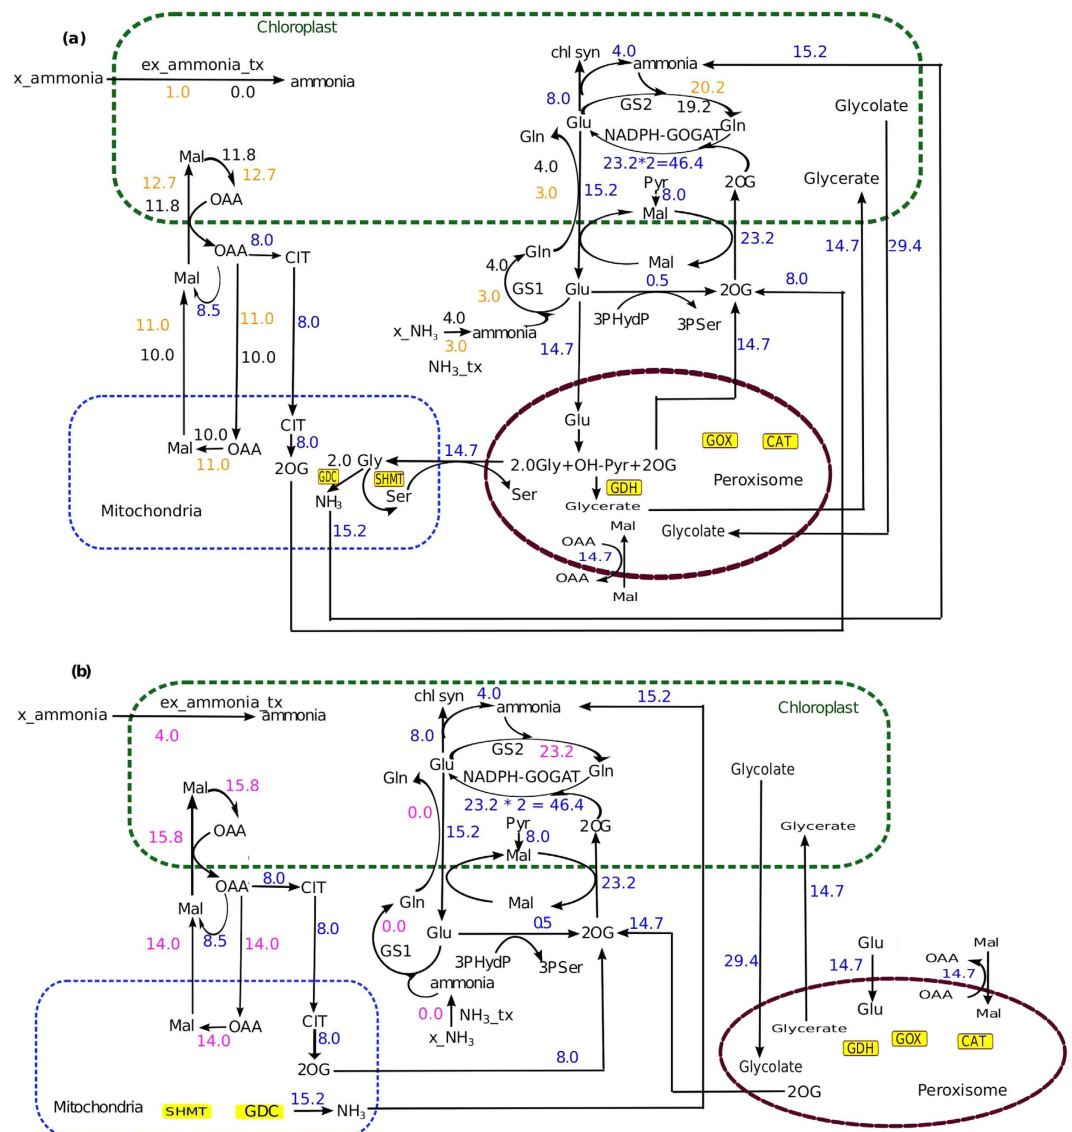 (a)
Chloroplast
x_ammonia
ex_ammonia_tx
ammonia
1.0
0.0
chl syn
4.0
ammonia
15.2
8.0
GS2
20.2
19.2
Glu
Gln
NADPH-GOGAT
23.2*2=46.4
Glycolate
Glycerate
Mal
11.8
12.7
12.7
11.8
OAA
Gln
4.0
3.0
15.2
Pyr
8.0
Mal
2OG
23.2
14.7
29.4
OAA
8.0
CIT
Mal
8.5
Gln
4.0
GS1
3.0
Mal
Glu
0.5
2OG
8.0
3PHydP
3PSer
11.0
10.0
11.0
10.0
8.0
x_NH3
4.0
3.0
ammonia
NH3_tx
14.7
14.7
CIT
8.0
2OG
Mal
10.0
11.0
OAA
Mitochondria
2.0 Gly
GDC
SHMT
NH3
Ser
15.2
14.7
Glu
2.0Gly+OH-Pyr+2OG
Ser
GDH
Glycerate
GOX
CAT
Peroxisome
Mal
OAA
14.7
OAA
Mal
Glycolate
(b)
Chloroplast
x_ammonia
ex_ammonia_tx
ammonia
4.0
chl syn
4.0
ammonia
15.2
8.0
GS2
23.2
Glu
Gln
NADPH-GOGAT
23.2 * 2 = 46.4
Gln
0.0
15.2
Pyr
8.0
Mal
2OG
23.2
Glycolate
Glycerate
Mal
15.8
15.8
OAA
OAA
8.0
CIT
Mal
8.5
14.0
14.0
8.0
Gln
0.0
GS1
Mal
Glu
0.5
2OG
14.7
3PHydP
3PSer
ammonia
0.0
NH3_tx
x_NH3
29.4
14.7
Glu
14.7
Glu
Mal
OAA
14.7
OAA
Mal
Mal
14.0
OAA
CIT
8.0
2OG
8.0
Mitochondria
SHMT
GDC
15.2
NH3
Glycerate
GDH
GOX
CAT
Glycolate
2OG
Peroxisome